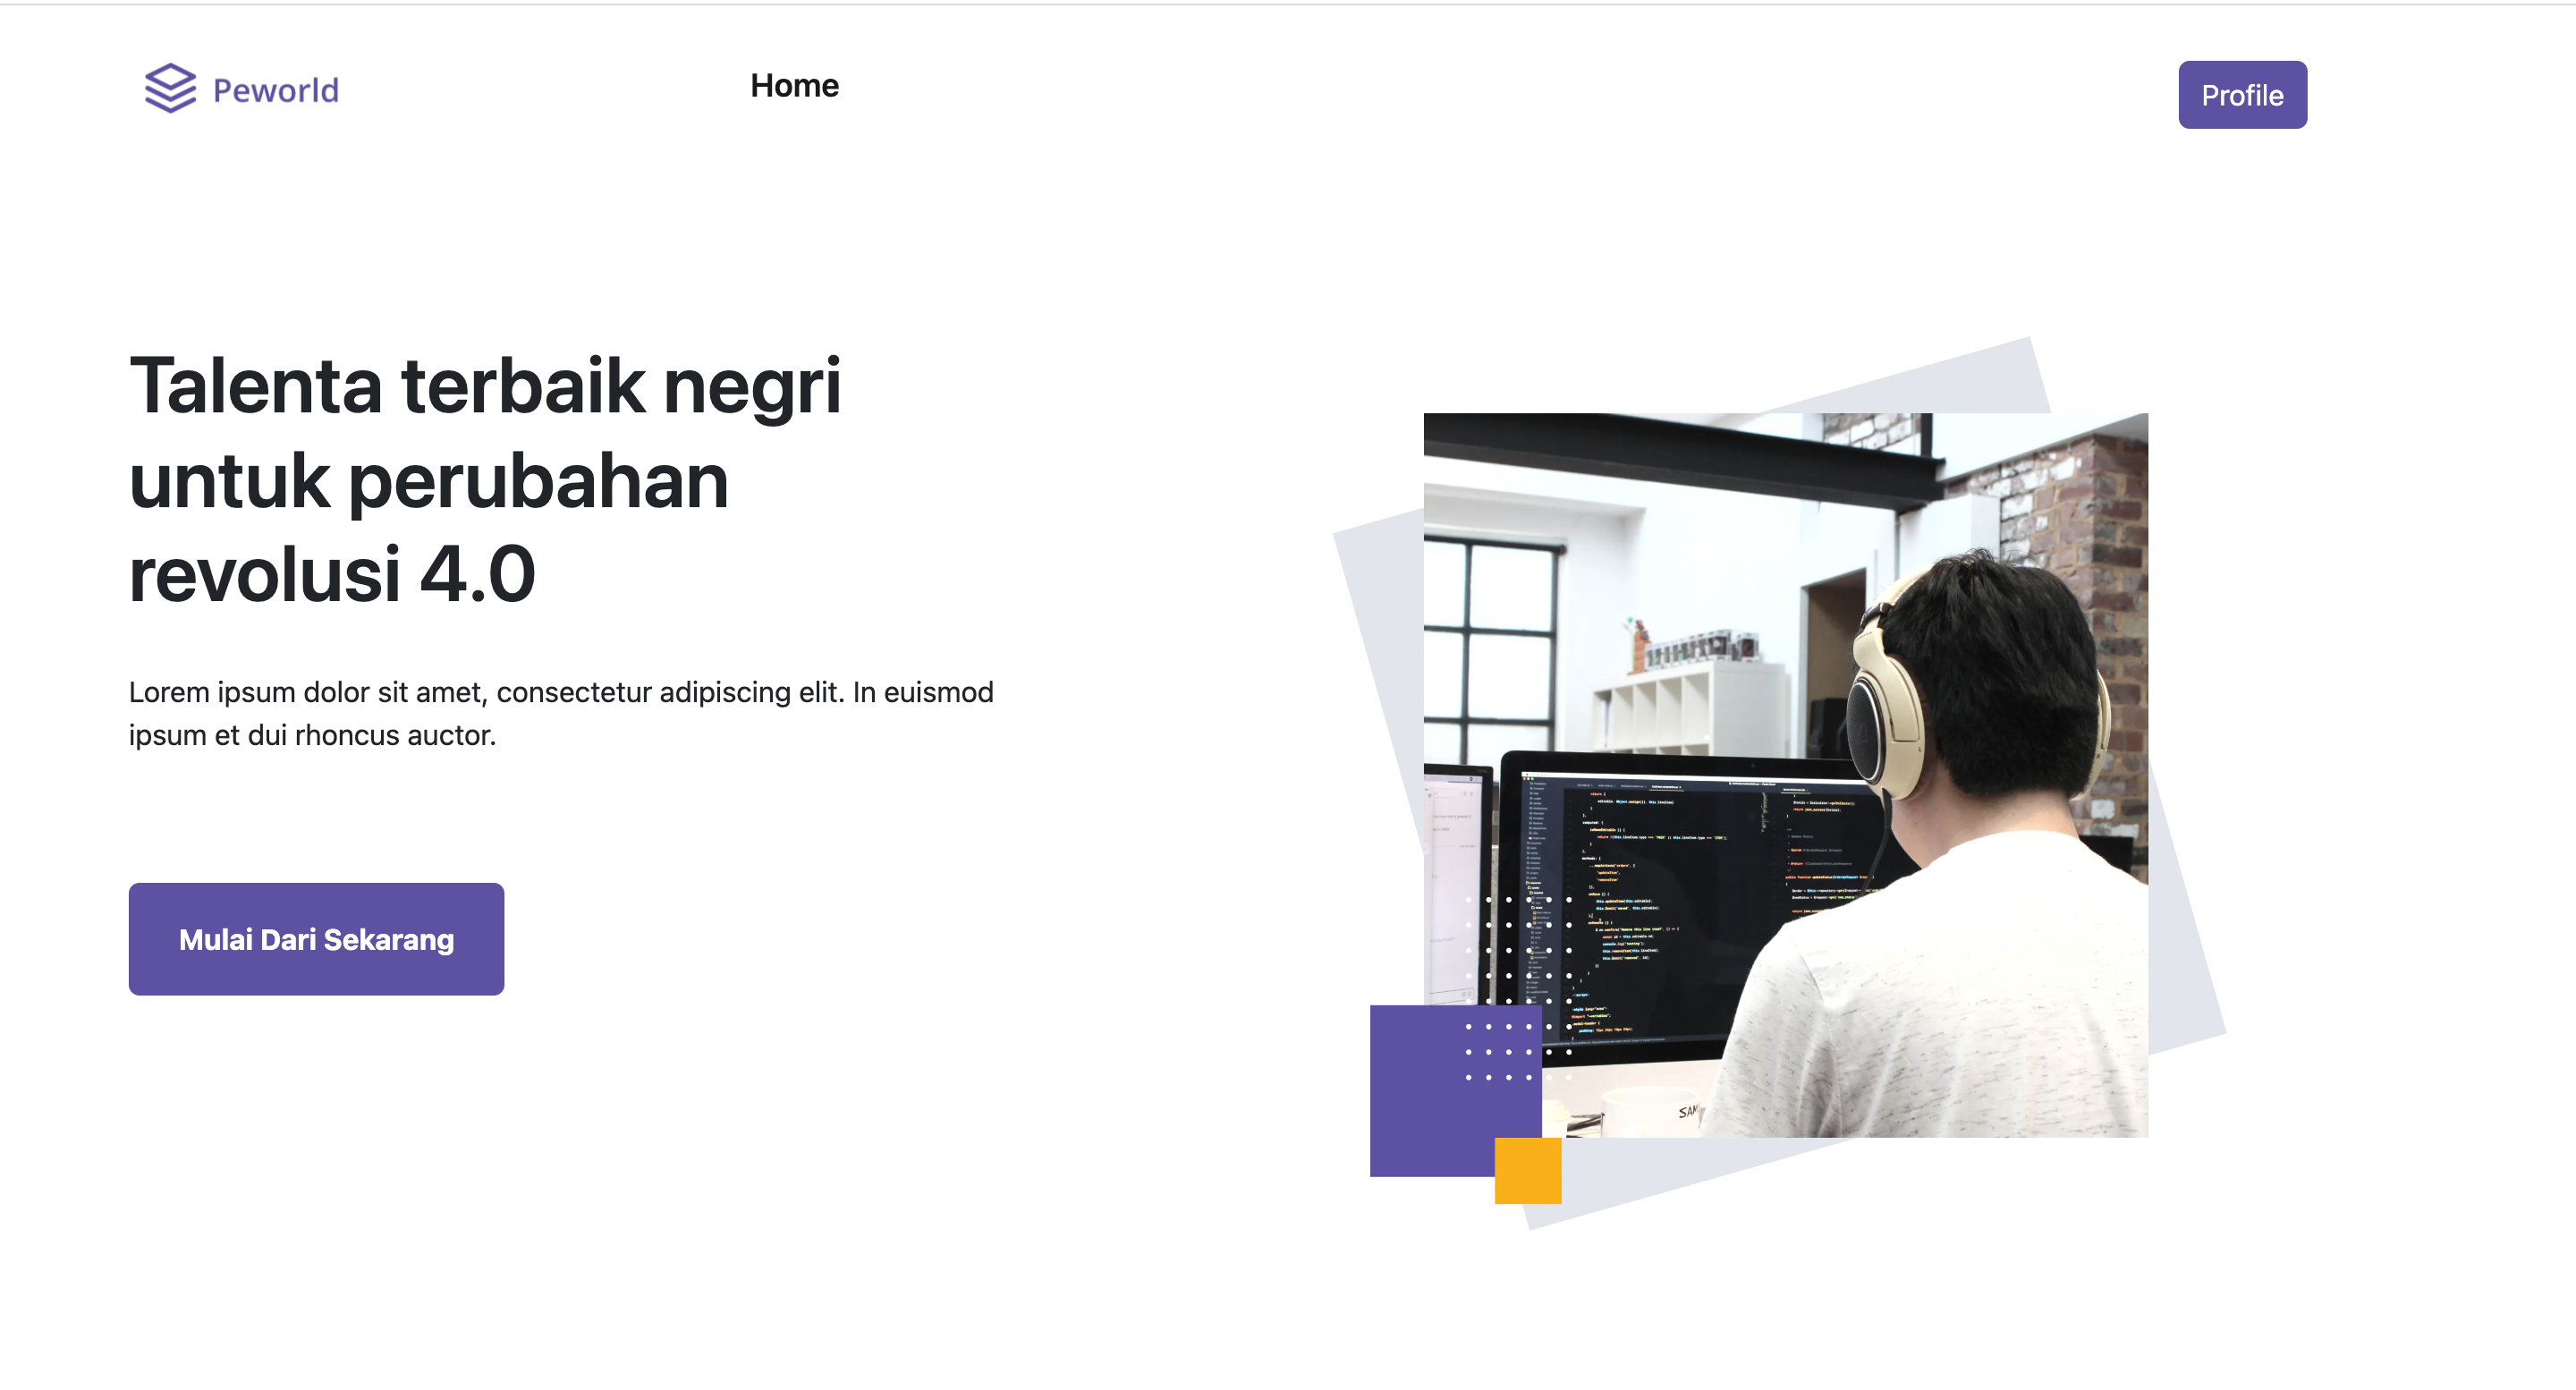 Peworld
Home
Profile
Talenta terbaik negri
untuk perubahan
revolusi 4.0
Lorem ipsum dolor sit amet, consectetur adipiscing elit. In euismod
ipsum et dui rhoncus auctor.
Mulai Dari Sekarang